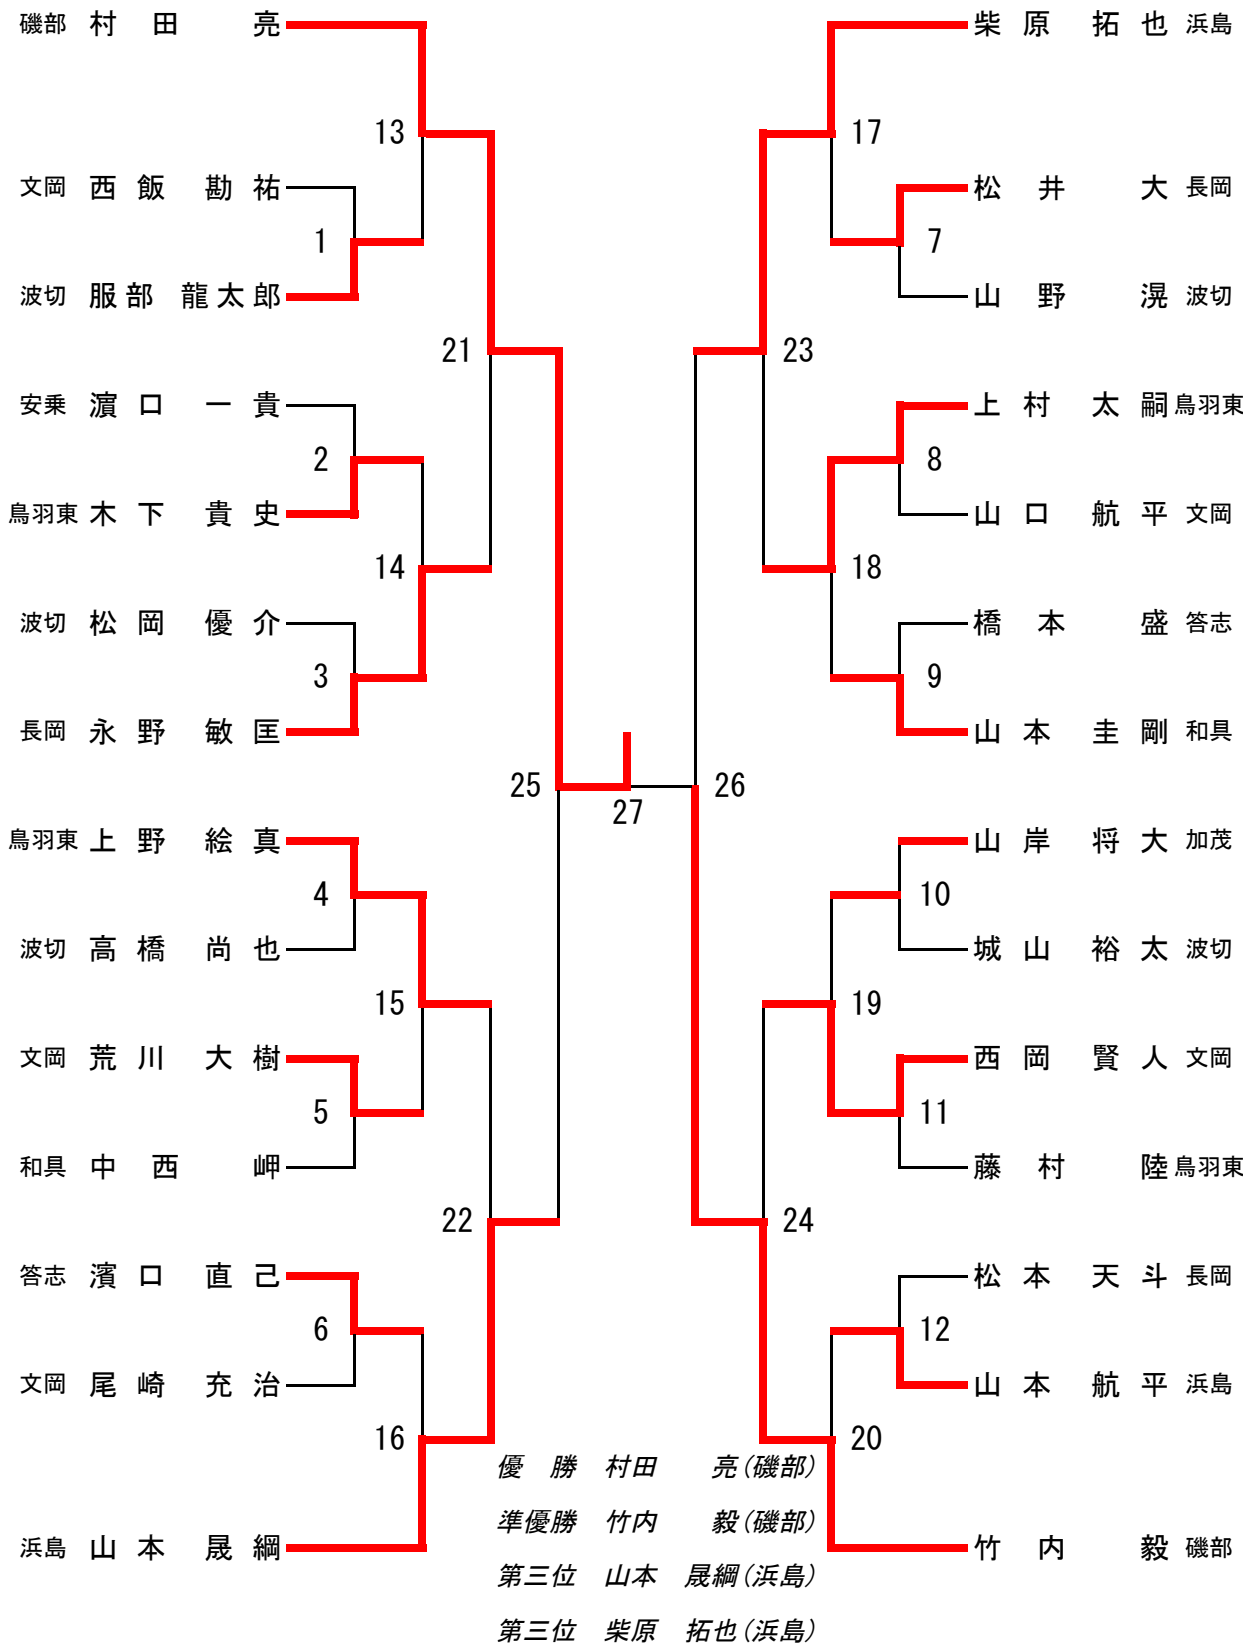 磯部 村田 亮
柴原 拓也 浜島
13
17
文岡 西飯 勘祐
松井 大 長岡
1
7
波切 服部 龍太郎
山野 滉 波切
21
23
安乗 濵口 一貴
上村 太嗣 鳥羽東
2
8
鳥羽東 木下 貴史
山口 航平 文岡
14
18
波切 松岡 優介
橋本 盛 答志
3
9
長岡 永野 敏匡
山本 圭剛 和具
25
26
27
鳥羽東 上野 絵真
山岸 将大 加茂
4
10
波切 高橋 尚也
城山 裕太 波切
15
19
文岡 荒川 大樹
西岡 賢人 文岡
5
11
和具 中西 岬
藤村 陸 鳥羽東
22
24
答志 濱口 直己
松本 天斗 長岡
6
12
文岡 尾崎 充治
山本 航平 浜島
16
20
優 勝 村田 亮(磯部)
準優勝 竹内 毅(磯部)
浜島 山本 晟綱
竹内 毅 磯部
第三位 山本 晟綱(浜島)
第三位 柴原 拓也(浜島)